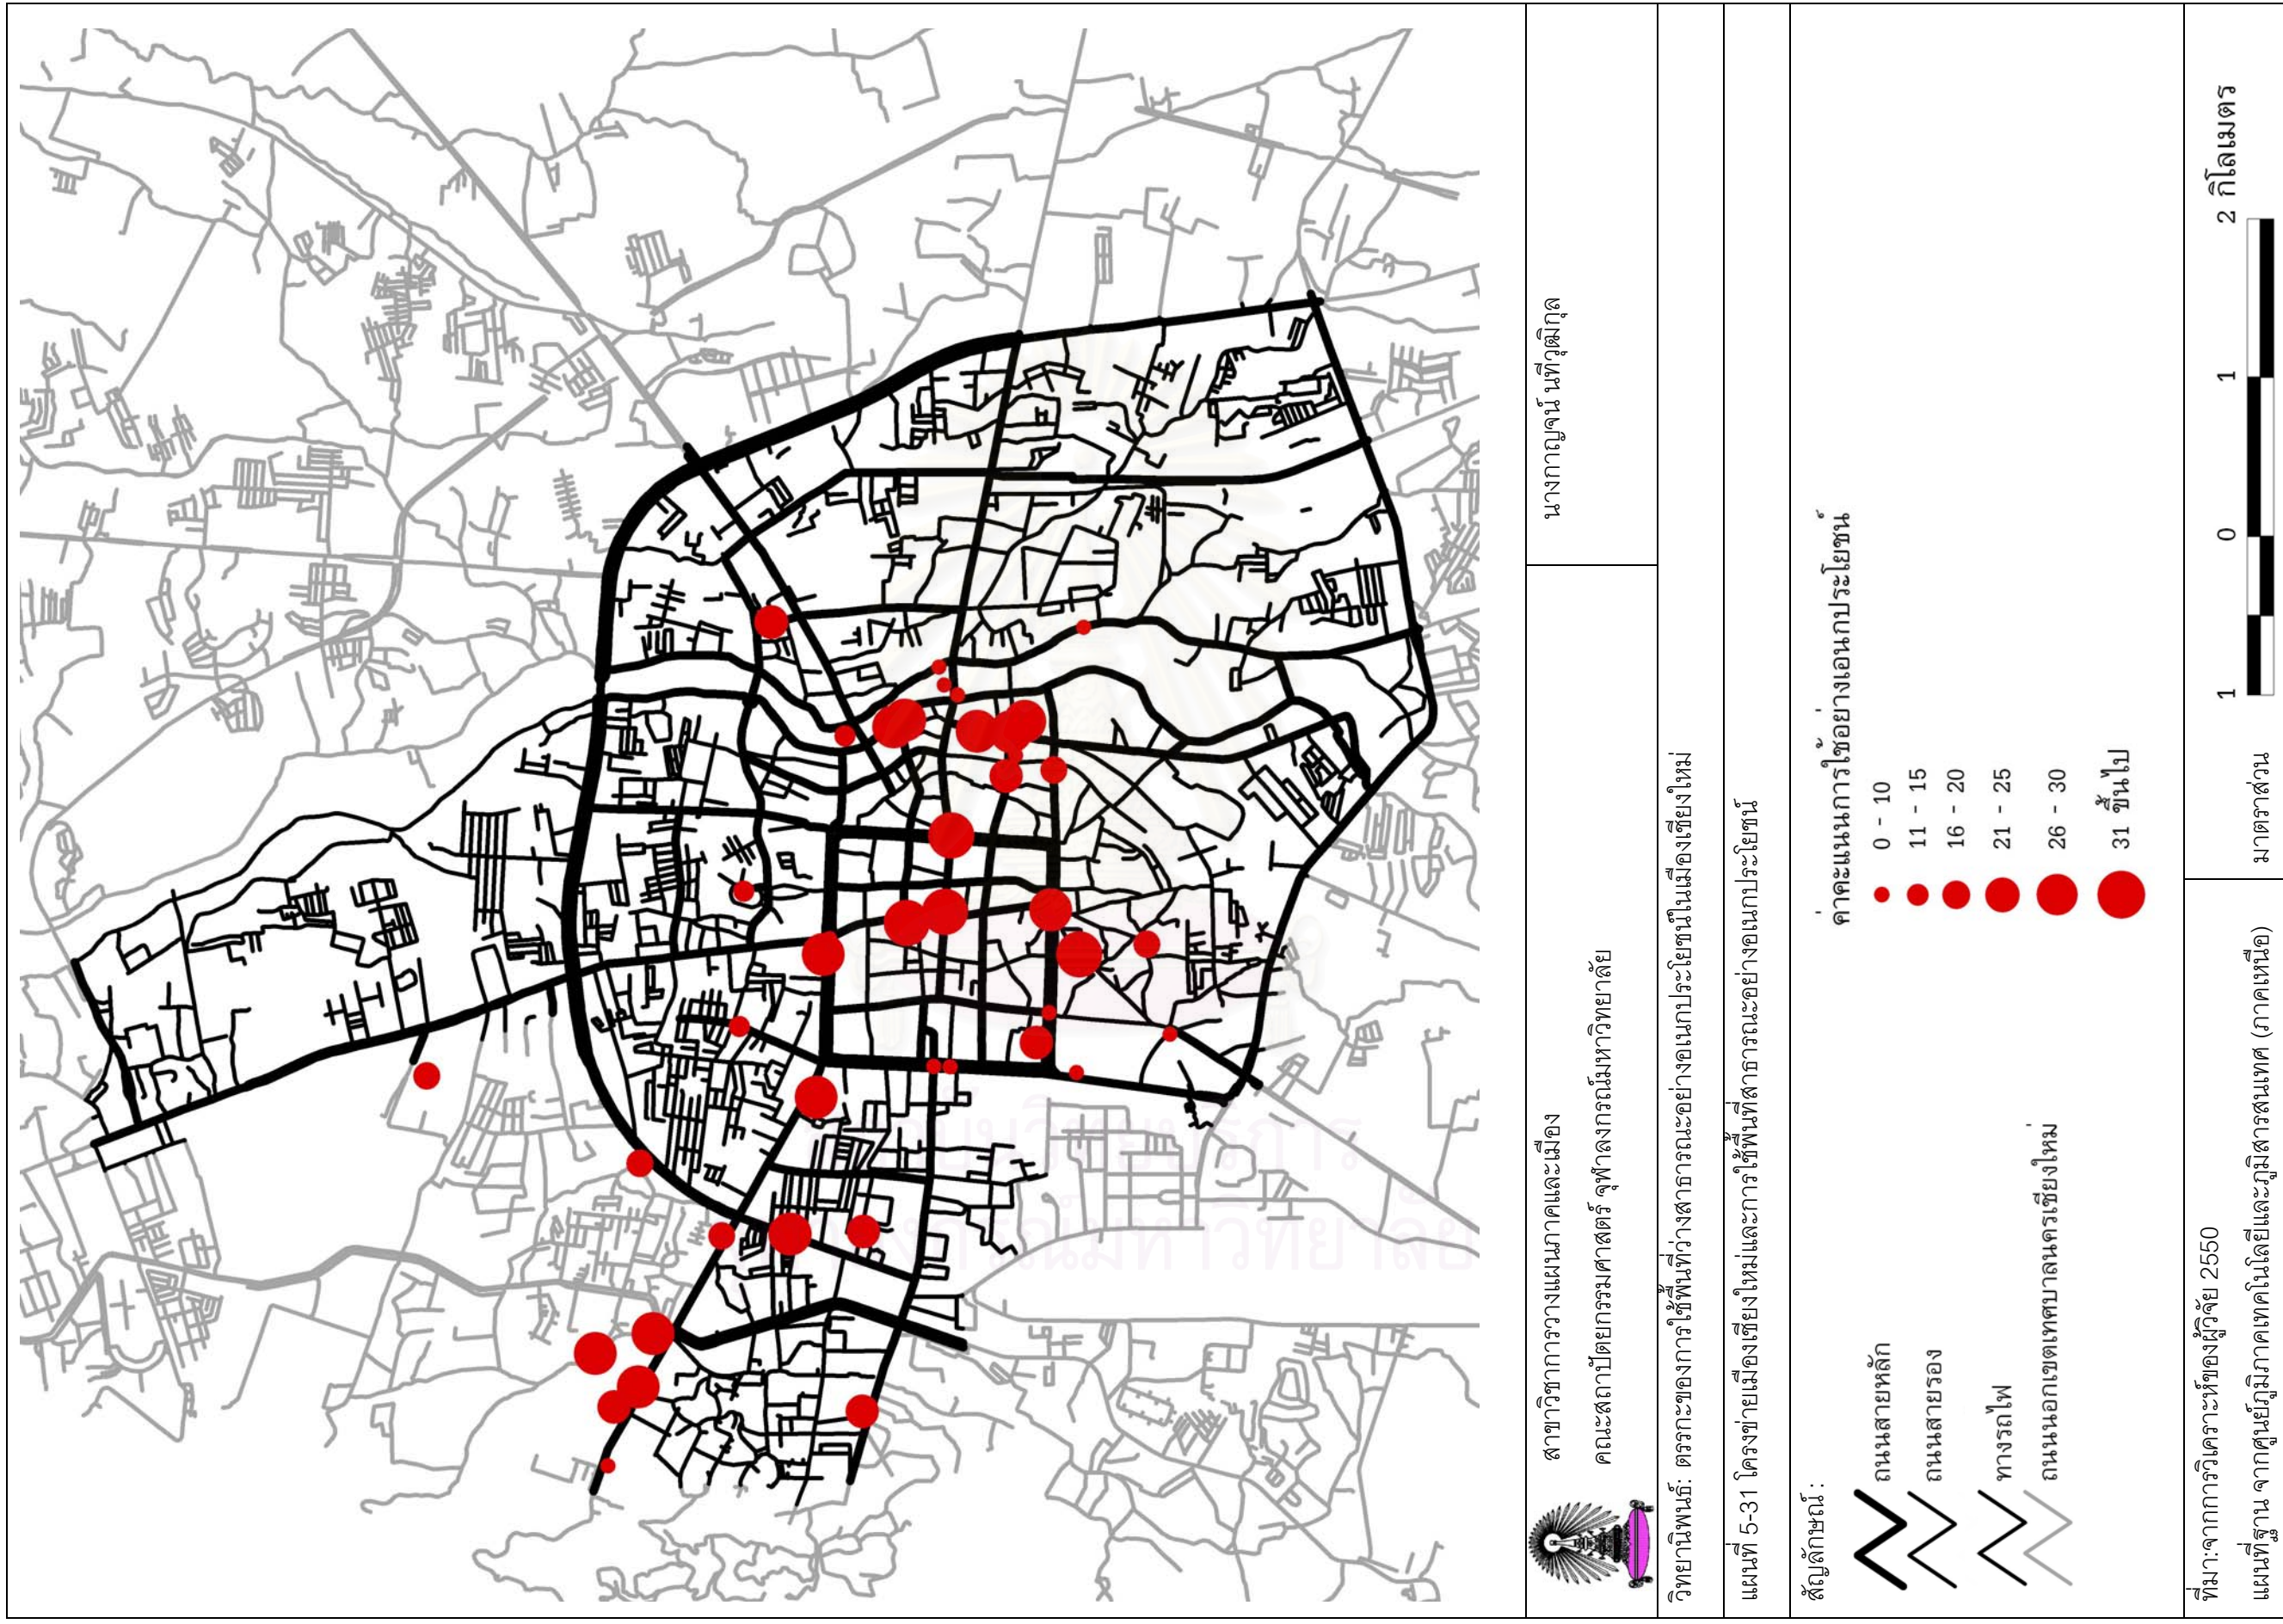 สาขาวิชาการวางแผนภาคและเมือง
คณะสถาปัตยกรรมศาสตร์ จุฬาลงกรณ์มหาวิทยาลัย
นางกาญจน์ นทีวุฒิกุล
วิทยานิพนธ์: ตรรกะของการใช้พื้นที่ว่างสาธารณะอย่างอเนกประโยชน์ในเมืองเชียงใหม่
แผนที่ 5-31 โครงข่ายเมืองเชียงใหม่และการใช้พื้นที่สาธารณะอย่างอเนกประโยชน์
สัญลักษณ์ :
ถนนสายหลัก
ถนนสายรอง
ทางรถไฟ
ถนนนอกเขตเทศบาลนครเชียงใหม่
ค่าคะแนนการใช้อย่างเอนกประโยชน์
0 - 10
11 - 15
16 - 20
21 - 25
26 - 30
31 ขึ้นไป
ที่มา:จากการวิเคราะห์ของผู้วิจัย 2550
แผนที่ฐาน จากศูนย์ภูมิภาคเทคโนโลยีและภูมิสารสนเทศ (ภาคเหนือ)
มาตราส่วน
1 0 1 2 กิโลเมตร